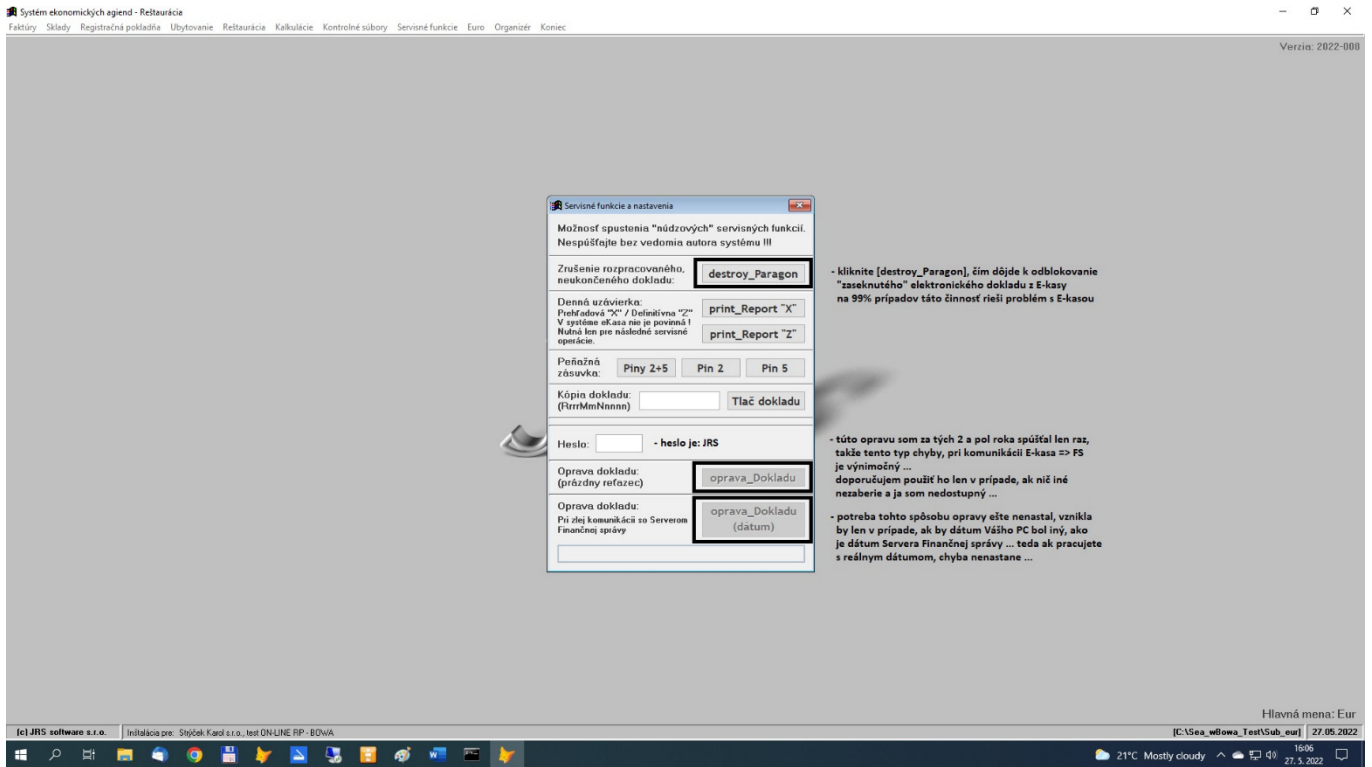 Systém ekonomických agiend - Reštaurácia
Faktúry Sklady Registračná pokladňa Ubytovanie Reštaurácia Kalkulácie Kontrolné súbory Servisné funkcie Euro Organizér Koniec
Verzia: 2022-008
Servisné funkcie a nastavenia
Možnosť spustenia "núdzových" servisných funkcií.
Nespúšťajte bez vedomia autora systému !!!
Zrušenie rozpracovaného,
neukončeného dokladu:
destroy_Paragon
- kliknite [destroy_Paragon], čím dôjde k odblokovanie
"zaseknutého" elektronického dokladu z E-kasy
na 99% prípadov táto činnosť rieši problém s E-kasou
Denná uzávierka:
Prehľadová "X" / Definitívna "Z"
V systéme eKasa nie je povinná !
Nutná len pre následné servisné
operácie.
print_Report "X"
print_Report "Z"
Peňažná
zásuvka:
Piny 2+5 Pin 2 Pin 5
Kópia dokladu:
(RrrrMmNnnnn)
Tlač dokladu
Heslo:
- heslo je: JRS
- túto opravu som za tých 2 a pol roka spúšťal len raz,
takže tento typ chyby, pri komunikácii E-kasa => FS
je výnimočný ...
doporučujem použiť ho len v prípade, ak nič iné
nezaberie a ja som nedostupný ...
Oprava dokladu:
(prázdny reťazec)
oprava_Dokladu
Oprava dokladu:
Pri zlej komunikácii so Serverom
Finančnej správy
oprava_Dokladu
(dátum)
- potreba tohto spôsobu opravy ešte nenastal, vznikla
by len v prípade, ak by dátum Vášho PC bol iný, ako
je dátum Servera Finančnej správy ... teda ak pracujete
s reálnym dátumom, chyba nenastane ...
Hlavná mena: Eur
(c) JRS software s.r.o. Inštalácia pre: Strýček Karol s.r.o., test ON-LINE RP - BOWA [C:\Sea_wBowa_Test\Sub_eur] 27.05.2022
21°C Mostly cloudy 16:06
27. 5. 2022